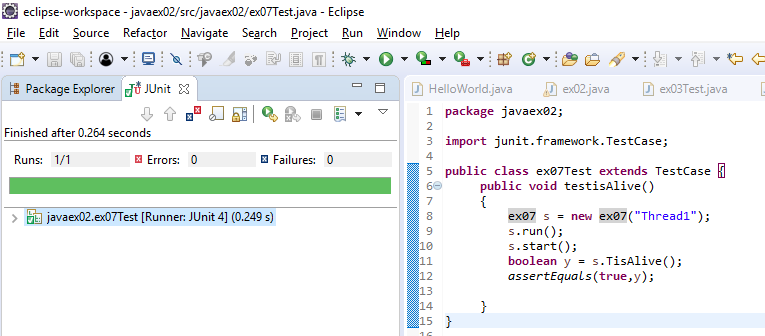 eclipse-workspace - javaex02/src/javaex02/ex07Test.java - Eclipse
File Edit Source Refactor Navigate Search Project Run Window Help
Package Explorer JUnit
Finished after 0.264 seconds
Runs: 1/1 Errors: 0 Failures: 0
javaex02.ex07Test [Runner: JUnit 4] (0.249 s)
HelloWorld.java ex02.java ex03Test.java
1 package javaex02;
2
3 import junit.framework.TestCase;
4
5 public class ex07Test extends TestCase {
6 public void testisAlive()
7 {
8 ex07 s = new ex07("Thread1");
9 s.run();
10 s.start();
11 boolean y = s.TisAlive();
12 assertEquals(true,y);
13
14 }
15 }